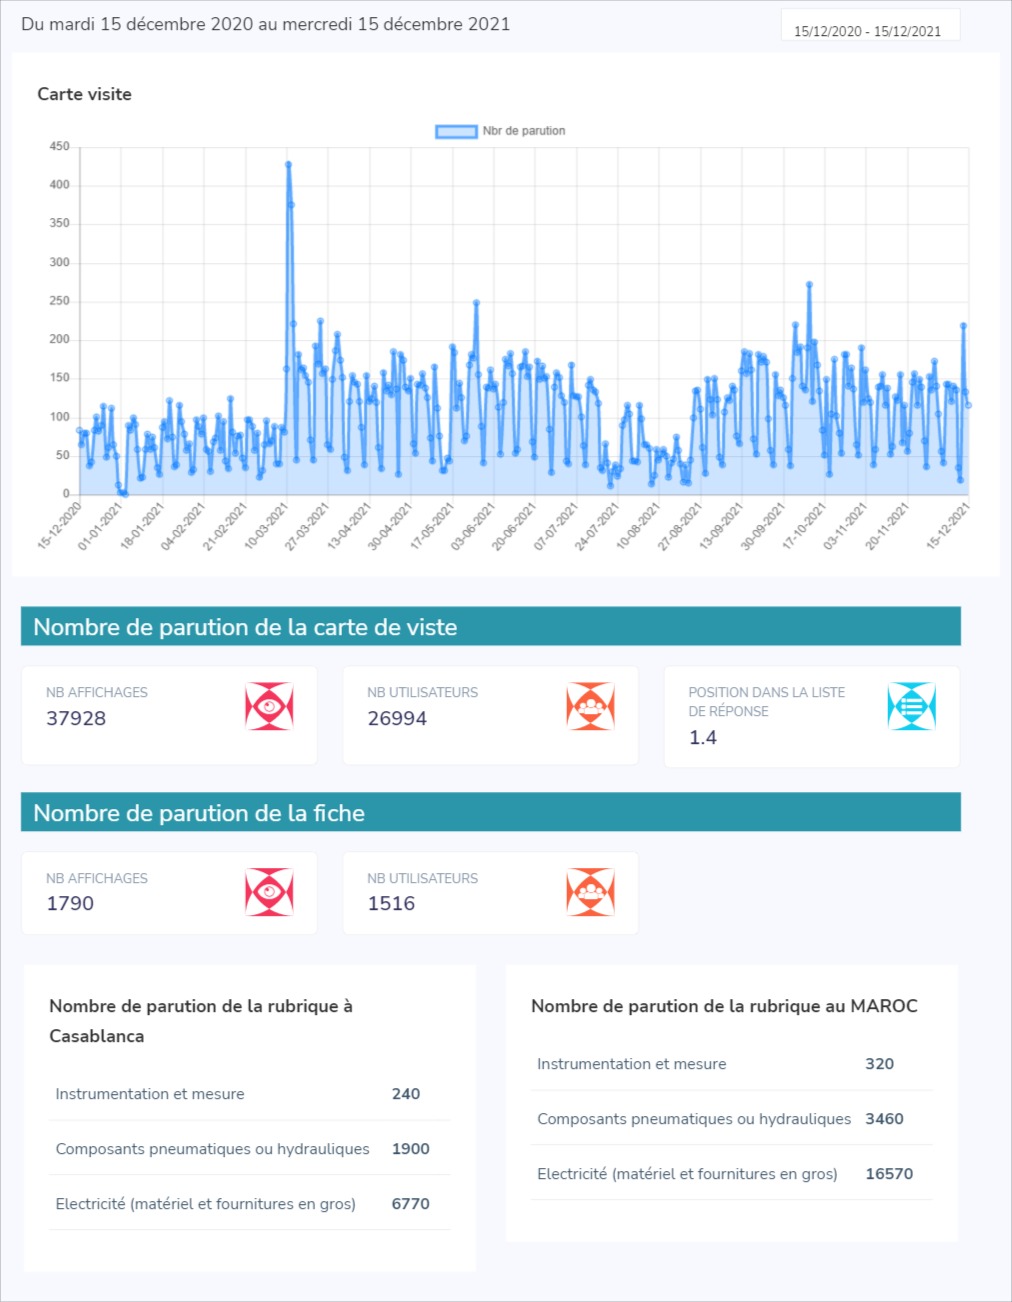 Du mardi 15 décembre 2020 au mercredi 15 décembre 2021
15/12/2020 - 15/12/2021
Carte visite
Nbr de parution
450
400
350
300
250
200
150
100
50
0
15-12-2020
01-01-2021
18-01-2021
04-02-2021
21-02-2021
10-03-2021
27-03-2021
13-04-2021
30-04-2021
17-05-2021
03-06-2021
20-06-2021
07-07-2021
24-07-2021
10-08-2021
27-08-2021
13-09-2021
30-09-2021
17-10-2021
03-11-2021
20-11-2021
15-12-2021
Nombre de parution de la carte de viste
NB AFFICHAGES
37928
NB UTILISATEURS
26994
POSITION DANS LA LISTE
DE RÉPONSE
1.4
Nombre de parution de la fiche
NB AFFICHAGES
1790
NB UTILISATEURS
1516
Nombre de parution de la rubrique à
Casablanca
Instrumentation et mesure 240
Composants pneumatiques ou hydrauliques 1900
Electricité (matériel et fournitures en gros) 6770
Nombre de parution de la rubrique au MAROC
Instrumentation et mesure 320
Composants pneumatiques ou hydrauliques 3460
Electricité (matériel et fournitures en gros) 16570